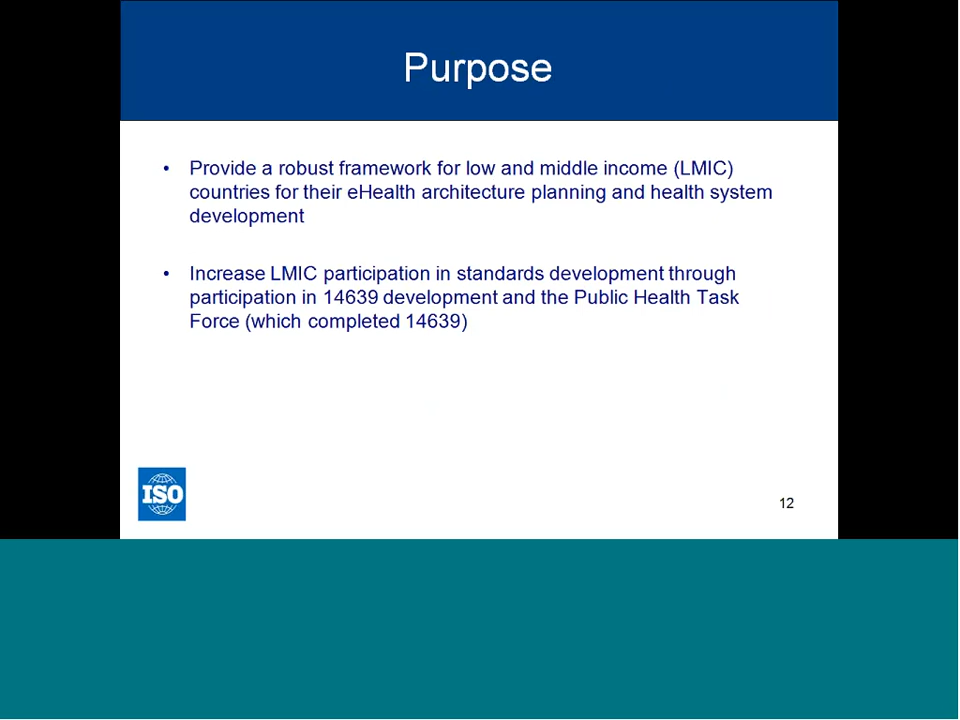 Purpose
• Provide a robust framework for low and middle income (LMIC)
countries for their eHealth architecture planning and health system
development
• Increase LMIC participation in standards development through
participation in 14639 development and the Public Health Task
Force (which completed 14639)
ISO
12